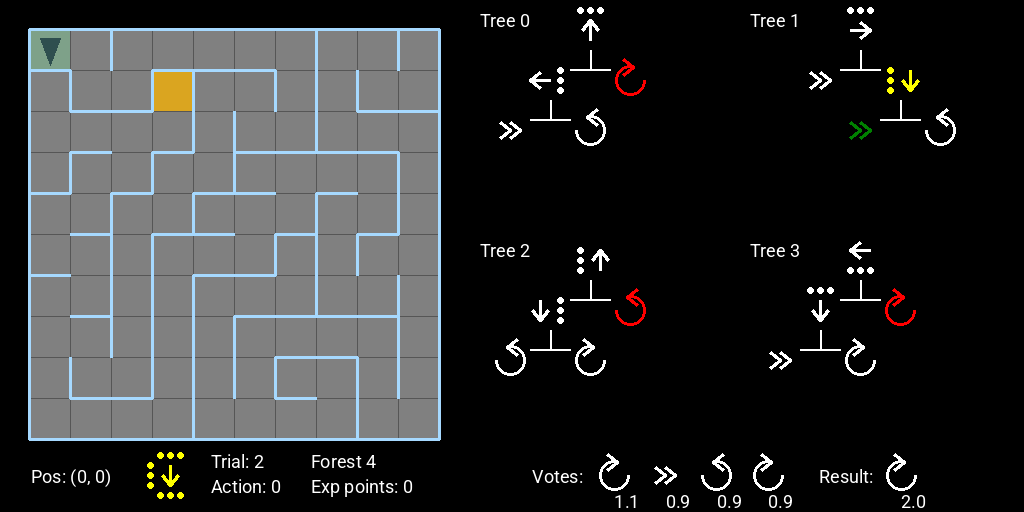 Tree 0
Tree 1
Tree 2
Tree 3
Pos: (0, 0)
Trial: 2
Forest 4
Action: 0
Exp points: 0
Votes:
1.1
0.9
0.9
0.9
Result:
2.0